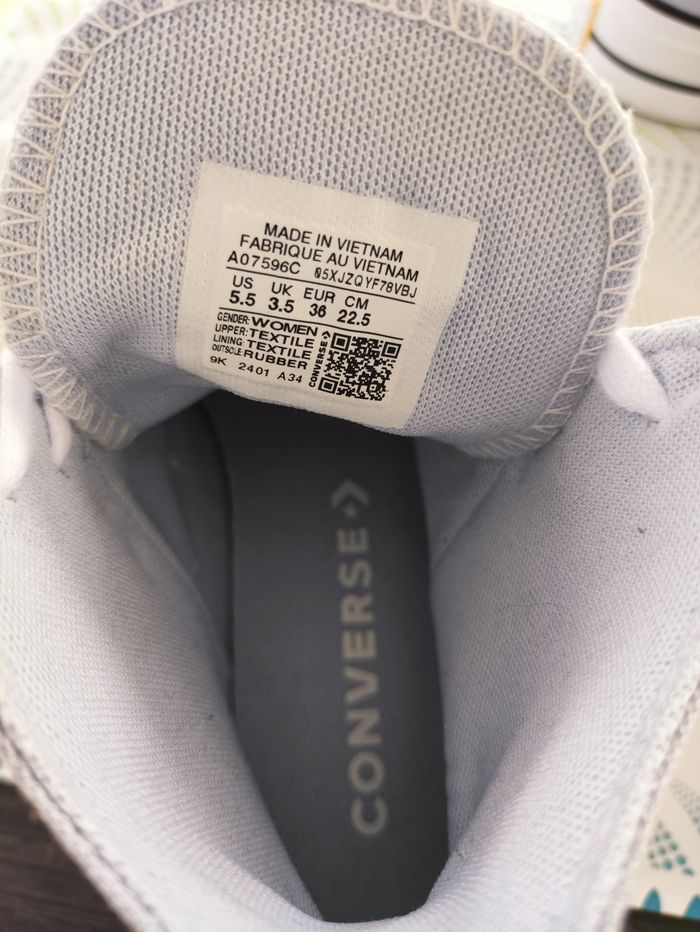 MADE IN VIETNAM
FABRIQUE AU VIETNAM
A07596C 05XJZQYF78VBJ
US UK EUR CM
5.5 3.5 36 22.5
GENDER: WOMEN
UPPER: TEXTILE
LINING: TEXTILE
OUTSOLE RUBBER
9K 2401 A34
CONVERSE
CONVERSE